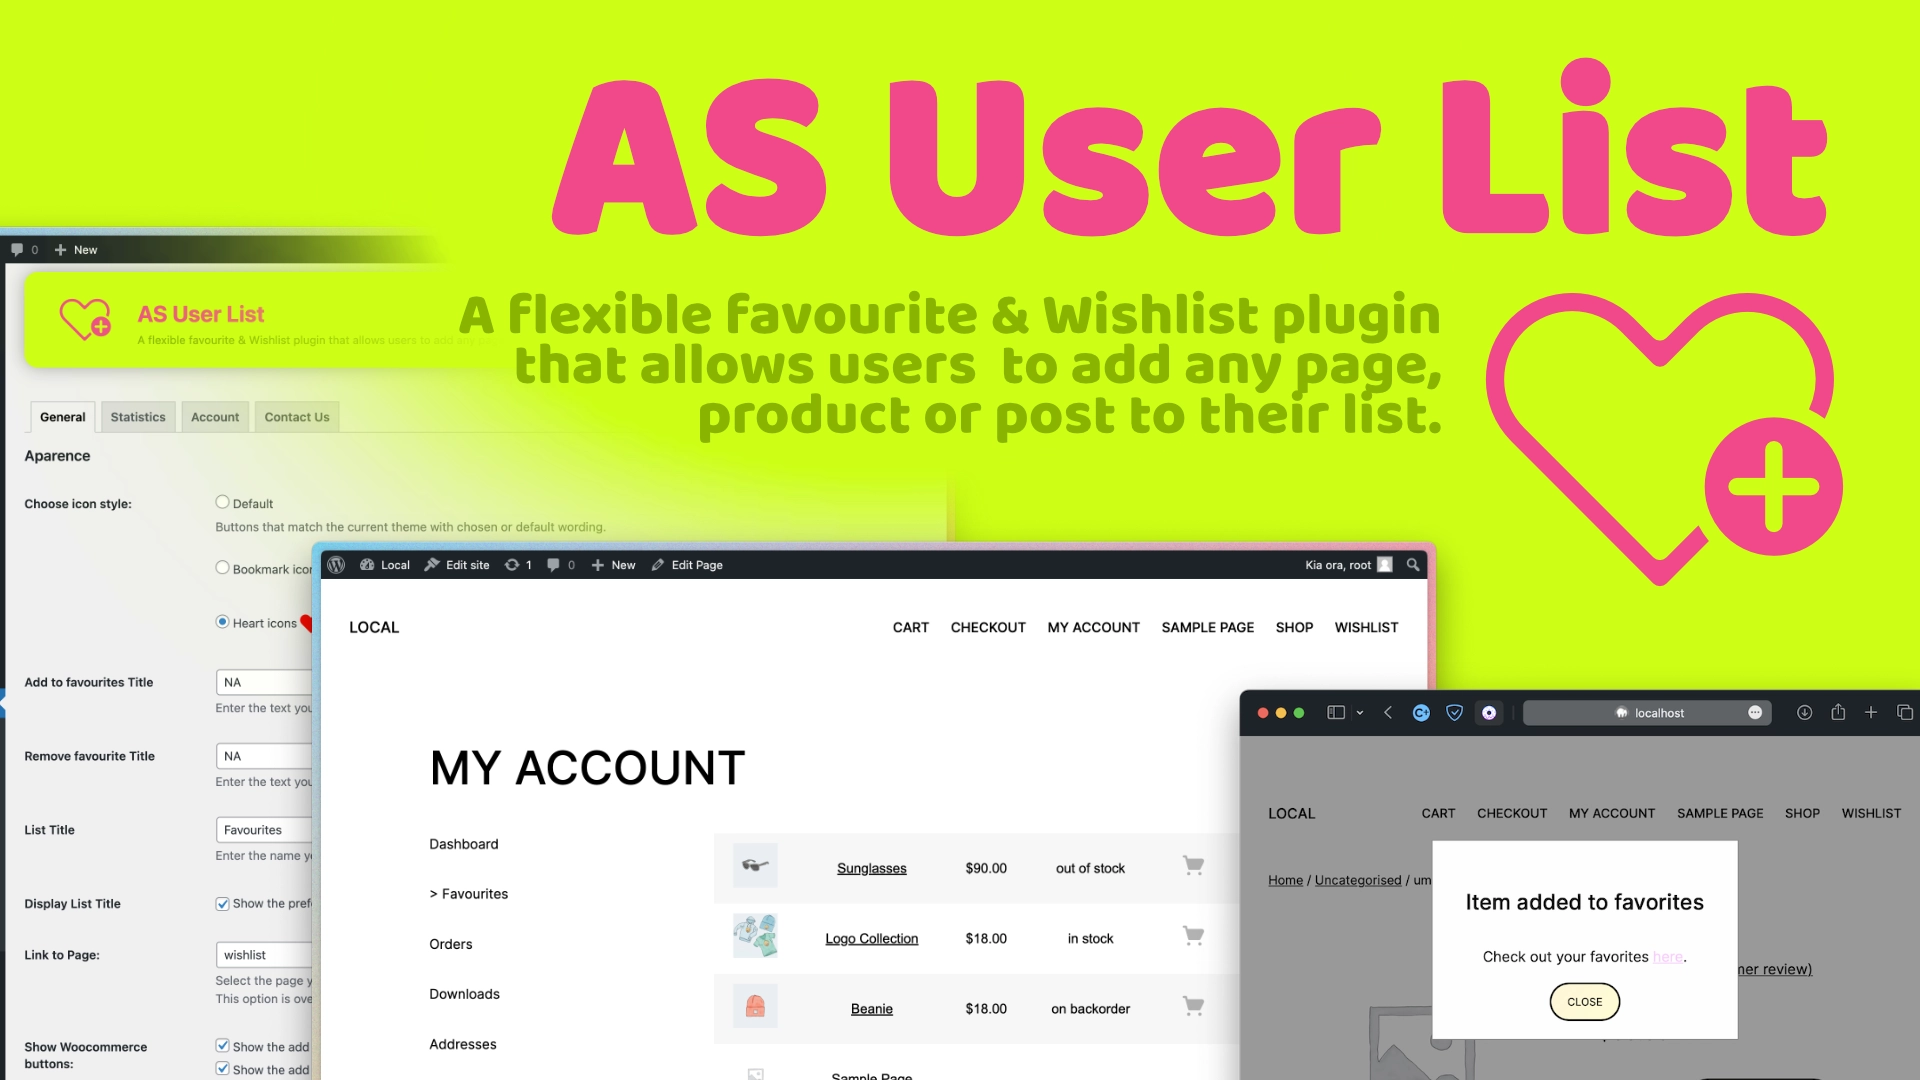 AS User List
A flexible favourite & Wishlist plugin
that allows users to add any page,
product or post to their list.
0 New
AS User List
A flexible favourite & Wishlist plugin that allows users to add any
General Statistics Account Contact Us
Aparence
Choose icon style:
Default
Buttons that match the current theme with chosen or default wording.
Bookmark
Heart icons
Add to favourites Title
NA
Enter the text
Remove favourite Title
NA
Enter the text
List Title
Favourites
Enter the name
Display List Title
Show the
Link to Page:
wishlist
Select the page
This option is
Show Woocommerce
buttons:
Show the add
Show the add
Local Edit site 1 0 New Edit Page Kia ora, root
LOCAL CART CHECKOUT MY ACCOUNT SAMPLE PAGE SHOP WISHLIST
MY ACCOUNT
Dashboard
> Favourites
Orders
Downloads
Addresses
Sunglasses $90.00 out of stock
Logo Collection $18.00 in stock
Beanie $18.00 on backorder
Sample Page
localhost
LOCAL CART CHECKOUT MY ACCOUNT SAMPLE PAGE SHOP WISHLIST
Home / Uncategorised / um
Item added to favorites
Check out your favorites here.
CLOSE
review)